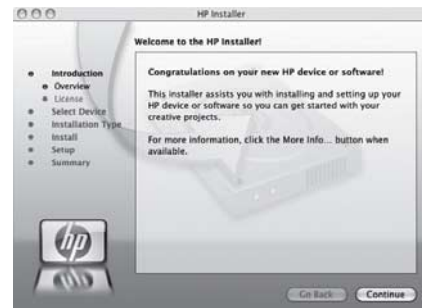 HP Installer
Welcome to the HP Installer!
Introduction
Overview
License
Select Device
Installation Type
Install
Setup
Summary
Congratulations on your new HP device or software!
This installer assists you with installing and setting up your
HP device or software so you can get started with your
creative projects.
For more information, click the More Info... button when
available.
hp
Go Back
Continue